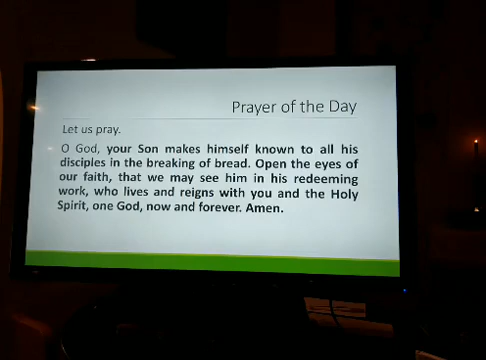 Prayer of the Day
Let us pray.
O God, your Son makes himself known to all his
disciples in the breaking of bread. Open the eyes of
our faith, that we may see him in his redeeming
work, who lives and reigns with you and the Holy
Spirit, one God, now and forever. Amen.